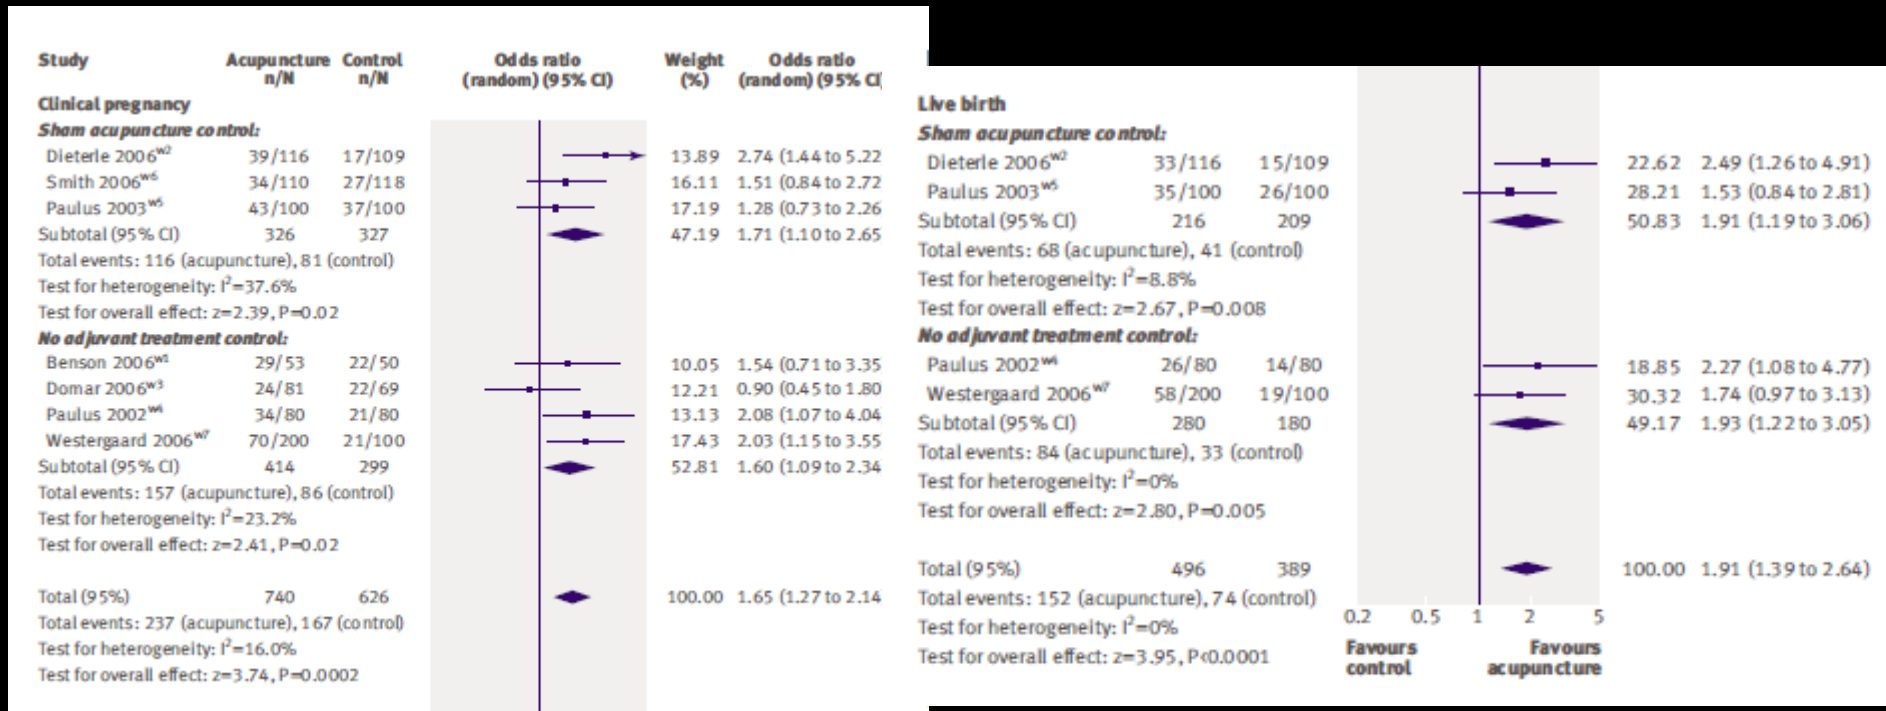 Study Acupuncture Control Odds ratio Weight Odds ratio
n/N n/N (random) (95% CI) (%) (random) (95% CI
Clinical pregnancy
Sham acupuncture control:
Dieterle 2006w2 39/116 17/109 13.89 2.74 (1.44 to 5.22
Smith 2006w6 34/110 27/118 16.11 1.51 (0.84 to 2.72
Paulus 2003w5 43/100 37/100 17.19 1.28 (0.73 to 2.26
Subtotal (95% CI) 326 327 47.19 1.71 (1.10 to 2.65
Total events: 116 (acupuncture), 81 (control)
Test for heterogeneity: I²=37.6%
Test for overall effect: z=2.39, P=0.02
No adjuvant treatment control:
Benson 2006w1 29/53 22/50 10.05 1.54 (0.71 to 3.35
Domar 2006w3 24/81 22/69 12.21 0.90 (0.45 to 1.80
Paulus 2002w4 34/80 21/80 13.13 2.08 (1.07 to 4.04
Westergaard 2006w7 70/200 21/100 17.43 2.03 (1.15 to 3.55
Subtotal (95% CI) 414 299 52.81 1.60 (1.09 to 2.34
Total events: 157 (acupuncture), 86 (control)
Test for heterogeneity: I²=23.2%
Test for overall effect: z=2.41, P=0.02
Total (95%) 740 626 100.00 1.65 (1.27 to 2.14
Total events: 237 (acupuncture), 167 (control)
Test for heterogeneity: I²=16.0%
Test for overall effect: z=3.74, P=0.0002
Live birth
Sham acupuncture control:
Dieterle 2006w2 33/116 15/109 22.62 2.49 (1.26 to 4.91)
Paulus 2003w5 35/100 26/100 28.21 1.53 (0.84 to 2.81)
Subtotal (95% CI) 216 209 50.83 1.91 (1.19 to 3.06)
Total events: 68 (acupuncture), 41 (control)
Test for heterogeneity: I²=8.8%
Test for overall effect: z=2.67, P=0.008
No adjuvant treatment control:
Paulus 2002w4 26/80 14/80 18.85 2.27 (1.08 to 4.77)
Westergaard 2006w7 58/200 19/100 30.32 1.74 (0.97 to 3.13)
Subtotal (95% CI) 280 180 49.17 1.93 (1.22 to 3.05)
Total events: 84 (acupuncture), 33 (control)
Test for heterogeneity: I²=0%
Test for overall effect: z=2.80, P=0.005
Total (95%) 496 389 100.00 1.91 (1.39 to 2.64)
Total events: 152 (acupuncture), 74 (control)
Test for heterogeneity: I²=0%
Test for overall effect: z=3.95, P<0.0001
0.2 0.5 1 2 5
Favours Favours
control acupuncture